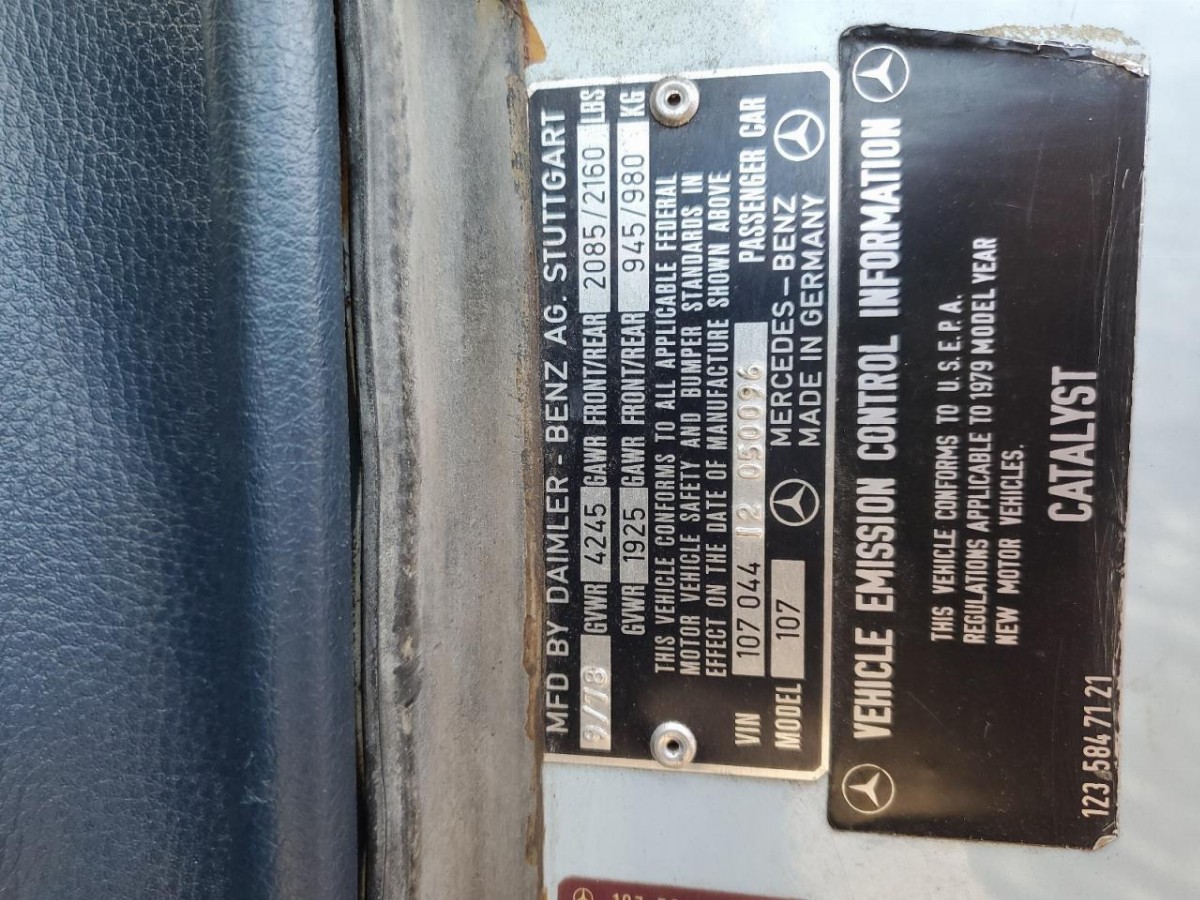 MFD BY DAIMLER - BENZ AG. STUTTGART
9/78 GVWR 4245 GAWR FRONT/REAR 2085/2160 LBS
GVWR 1925 GAWR FRONT/REAR 945/980 KG
THIS VEHICLE CONFORMS TO ALL APPLICABLE FEDERAL
MOTOR VEHICLE SAFETY AND BUMPER STANDARDS IN
EFFECT ON THE DATE OF MANUFACTURE SHOWN ABOVE
VIN 107 044 12 050096 PASSENGER CAR
MODEL 107 MERCEDES-BENZ
MADE IN GERMANY
VEHICLE EMISSION CONTROL INFORMATION
THIS VEHICLE CONFORMS TO U.S.E.P.A.
REGULATIONS APPLICABLE TO 1979 MODEL YEAR
NEW MOTOR VEHICLES.
CATALYST
123 584 71 21